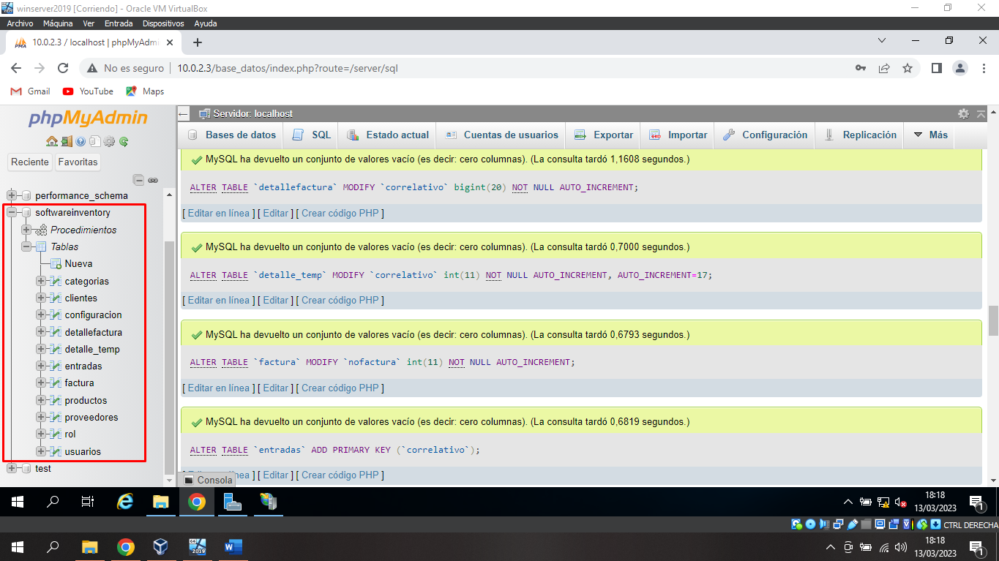 winserver2019 [Corriendo] - Oracle VM VirtualBox
Archivo Máquina Ver Entrada Dispositivos Ayuda
10.0.2.3 / localhost | phpMyAdmi
No es seguro 10.0.2.3/base_datos/index.php?route=/server/sql
Gmail YouTube Maps
phpMyAdmin
Reciente Favoritas
performance_schema
softwareinventory
Procedimientos
Tablas
Nueva
categorias
clientes
configuracion
detallefactura
detalle_temp
entradas
factura
productos
proveedores
rol
usuarios
test
Servidor: localhost
Bases de datos SQL Estado actual Cuentas de usuarios Exportar Importar Configuración Replicación Más
MySQL ha devuelto un conjunto de valores vacío (es decir: cero columnas). (La consulta tardó 1,1608 segundos.)
ALTER TABLE `detallefactura` MODIFY `correlativo` bigint(20) NOT NULL AUTO_INCREMENT;
[ Editar en línea ] [ Editar ] [ Crear código PHP ]
MySQL ha devuelto un conjunto de valores vacío (es decir: cero columnas). (La consulta tardó 0,7000 segundos.)
ALTER TABLE `detalle_temp` MODIFY `correlativo` int(11) NOT NULL AUTO_INCREMENT, AUTO_INCREMENT=17;
[ Editar en línea ] [ Editar ] [ Crear código PHP ]
MySQL ha devuelto un conjunto de valores vacío (es decir: cero columnas). (La consulta tardó 0,6793 segundos.)
ALTER TABLE `factura` MODIFY `nofactura` int(11) NOT NULL AUTO_INCREMENT;
[ Editar en línea ] [ Editar ] [ Crear código PHP ]
MySQL ha devuelto un conjunto de valores vacío (es decir: cero columnas). (La consulta tardó 0,6819 segundos.)
ALTER TABLE `entradas` ADD PRIMARY KEY (`correlativo`);
] [ Editar ] [ Crear código PHP ]
Consola
18:18
13/03/2023
1
CTRL DERECHA
2019
18:18
13/03/2023
1